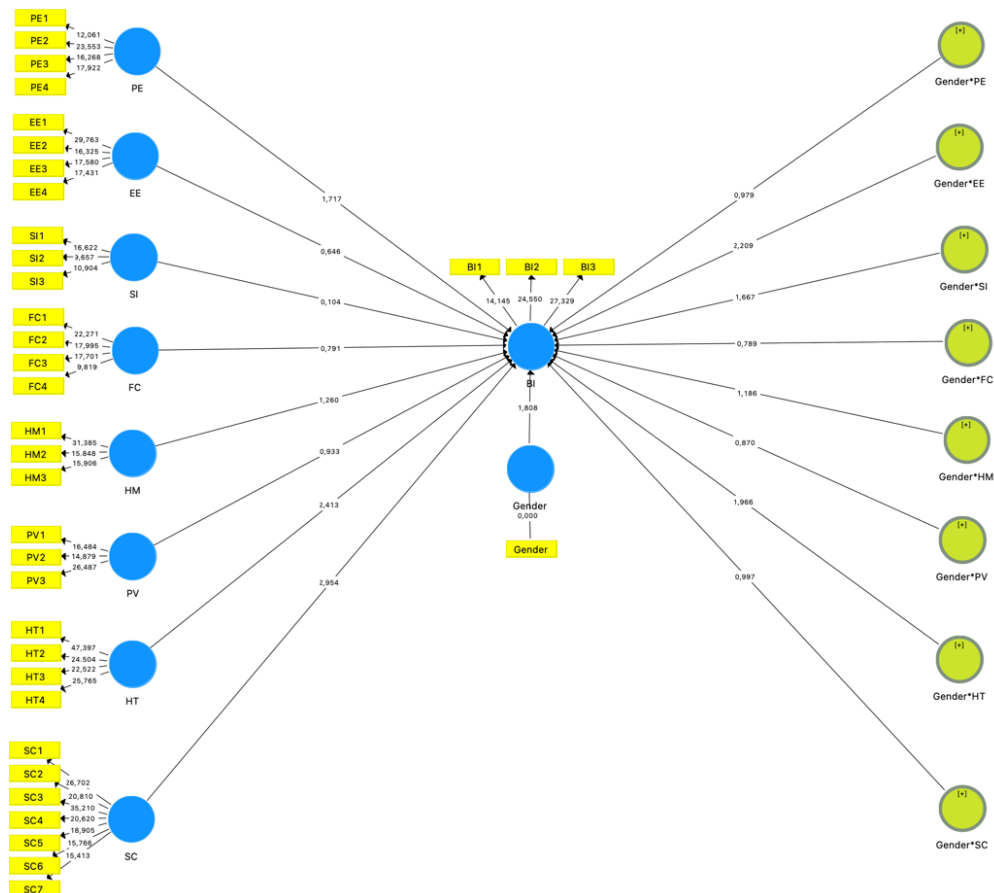 PE1
PE2
PE3
PE4
12,061
23,553
16,268
17,922
PE
EE1
EE2
EE3
EE4
29,763
16,325
17,580
17,431
EE
SI1
SI2
SI3
16,622
9,657
10,904
SI
FC1
FC2
FC3
FC4
22,271
17,995
17,701
9,819
FC
HM1
HM2
HM3
31,385
15,848
15,906
HM
PV1
PV2
PV3
16,484
14,879
26,487
PV
HT1
HT2
HT3
HT4
47,397
24,504
22,522
25,765
HT
SC1
SC2
SC3
SC4
SC5
SC6
SC7
26,702
20,810
35,210
20,620
18,905
15,766
15,413
SC
1,717
0,646
0,104
0,791
1,260
0,933
2,413
2,954
BI1
BI2
BI3
14,145
24,550
27,329
BI
1,808
Gender
0,000
Gender
0,979
2,209
1,667
0,789
1,186
0,870
1,966
0,997
[+]
Gender*PE
[+]
Gender*EE
[+]
Gender*SI
[+]
Gender*FC
[+]
Gender*HM
[+]
Gender*PV
[+]
Gender*HT
[+]
Gender*SC